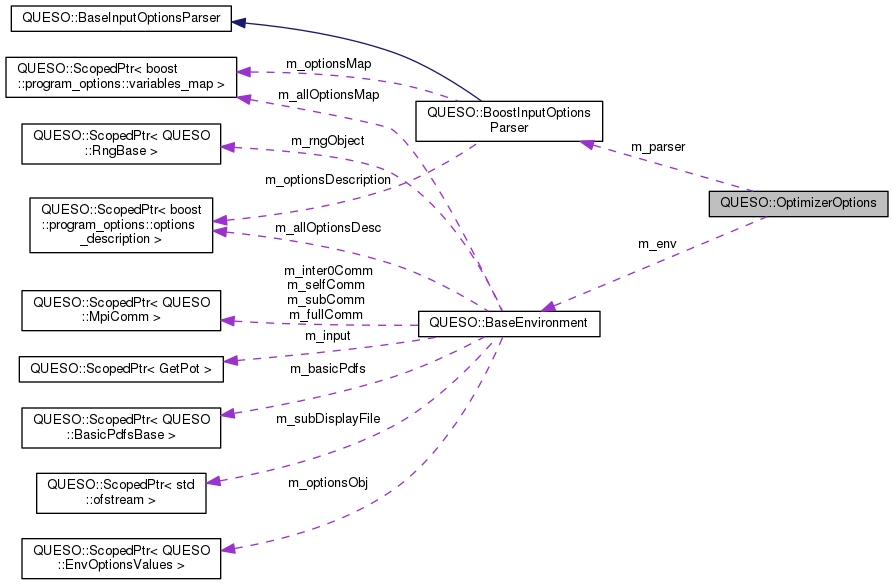 QUESO::BaseInputOptionsParser
QUESO::ScopedPtr< boost
::program_options::variables_map >
m_optionsMap
m_allOptionsMap
QUESO::BoostInputOptions
Parser
QUESO::ScopedPtr< QUESO
::RngBase >
m_rngObject
m_parser
m_optionsDescription
QUESO::OptimizerOptions
QUESO::ScopedPtr< boost
::program_options::options
_description >
m_allOptionsDesc
m_env
m_inter0Comm
m_selfComm
m_subComm
m_fullComm
QUESO::ScopedPtr< QUESO
::MpiComm >
QUESO::BaseEnvironment
m_input
QUESO::ScopedPtr< GetPot >
m_basicPdfs
QUESO::ScopedPtr< QUESO
::BasicPdfsBase >
m_subDisplayFile
QUESO::ScopedPtr< std
::ofstream >
m_optionsObj
QUESO::ScopedPtr< QUESO
::EnvOptionsValues >